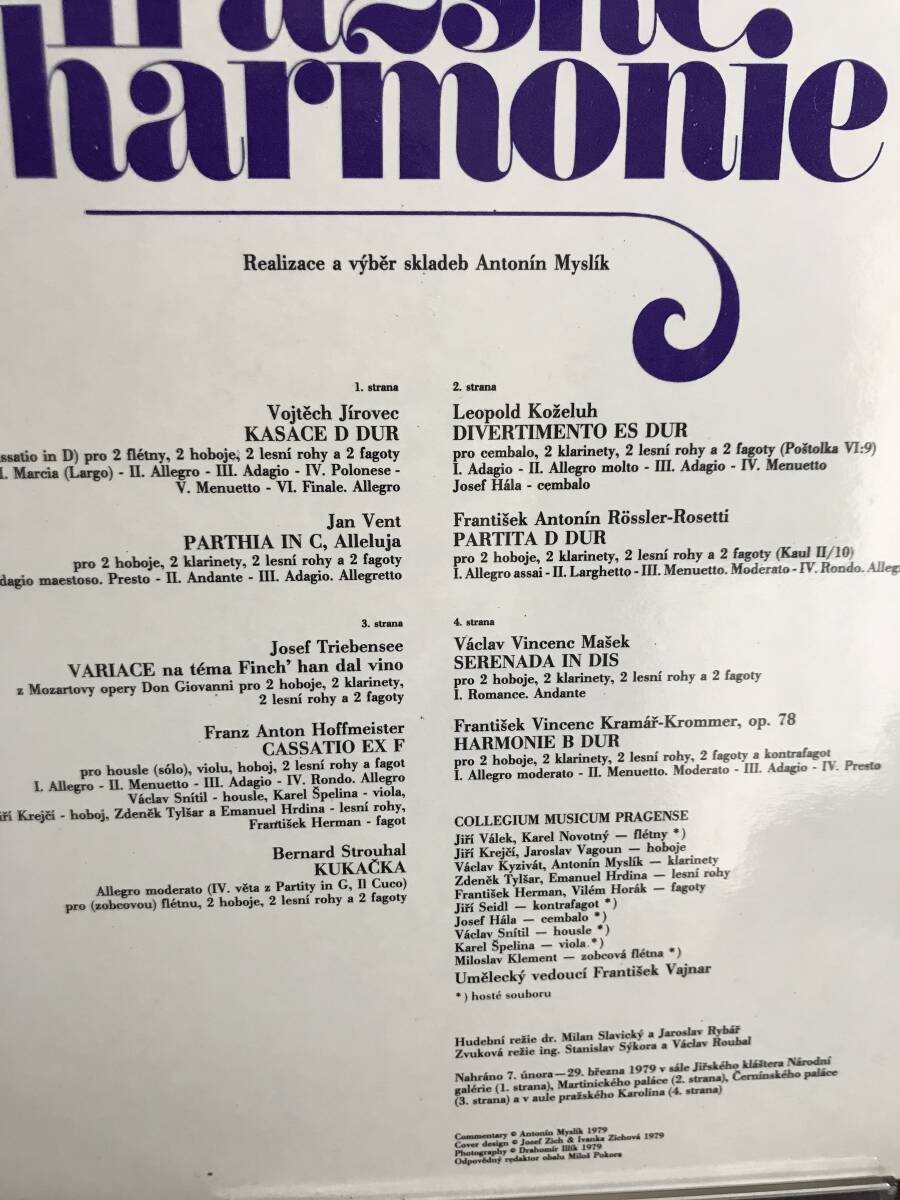 harmonie
Realizace a výběr skladeb Antonín Myslík
1. strana
Vojtěch Jírovec
KASACE D DUR
ssatio in D) pro 2 flétny, 2 hoboje, 2 lesní rohy a 2 fagoty
I. Marcia (Largo) - II. Allegro - III. Adagio - IV. Polonese -
V. Menuetto - VI. Finale. Allegro
Jan Vent
PARTHIA IN C, Alleluja
pro 2 hoboje, 2 klarinety, 2 lesní rohy a 2 fagoty
dagio maestoso. Presto - II. Andante - III. Adagio. Allegretto
2. strana
Leopold Koželuh
DIVERTIMENTO ES DUR
pro cembalo, 2 klarinety, 2 lesní rohy a 2 fagoty (Poštolka VI:9)
I. Adagio - II. Allegro molto - III. Adagio - IV. Menuetto
Josef Hála - cembalo
František Antonín Rössler-Rosetti
PARTITA D DUR
pro 2 hoboje, 2 klarinety, 2 lesní rohy a 2 fagoty (Kaul II/10)
I. Allegro assai - II. Larghetto - III. Menuetto. Moderato - IV. Rondo. Alleg
3. strana
Josef Triebensee
VARIACE na téma Finch' han dal vino
z Mozartovy opery Don Giovanni pro 2 hoboje, 2 klarinety,
2 lesní rohy a 2 fagoty
Franz Anton Hoffmeister
CASSATIO EX F
pro housle (sólo), violu, hoboj, 2 lesní rohy a fagot
I. Allegro - II. Menuetto - III. Adagio - IV. Rondo. Allegro
Václav Snítil - housle, Karel Špelina - viola,
iří Krejčí - hoboj, Zdeněk Tylšar a Emanuel Hrdina - lesní rohy,
František Herman - fagot
Bernard Strouhal
KUKAČKA
Allegro moderato (IV. věta z Partity in G, Il Cuco)
pro (zobcovou) flétnu, 2 hoboje, 2 lesní rohy a 2 fagoty
4. strana
Václav Vincenc Mašek
SERENADA IN DIS
pro 2 hoboje, 2 klarinety, 2 lesní rohy a 2 fagoty
I. Romance. Andante
František Vincenc Kramář-Krommer, op. 78
HARMONIE B DUR
pro 2 hoboje, 2 klarinety, 2 lesní rohy, 2 fagoty a kontrafagot
I. Allegro moderato - II. Menuetto. Moderato - III. Adagio - IV. Presto
COLLEGIUM MUSICUM PRAGENSE
Jiří Válek, Karel Novotný — flétny *)
Jiří Krejčí, Jaroslav Vagoun — hoboje
Václav Kyzivát, Antonín Myslík — klarinety
Zdeněk Tylšar, Emanuel Hrdina — lesní rohy
František Herman, Vilém Horák — fagoty
Jiří Seidl — kontrafagot *)
Josef Hála — cembalo *)
Václav Snítil — housle *)
Karel Špelina — viola *)
Miloslav Klement — zobcová flétna *)
Umělecký vedoucí František Vajnar
*) hosté souboru
Hudební režie dr. Milan Slavický a Jaroslav Rybář
Zvuková režie ing. Stanislav Sýkora a Václav Roubal
Nahráno 7. února—29. března 1979 v sále Jiřského kláštera Národní
galérie (1. strana), Martinického paláce (2. strana), Černínského paláce
(3. strana) a v aule pražského Karolina (4. strana)
Commentary © Antonín Myslík 1979
Cover design © Josef Zich & Ivanka Zichová 1979
Photography © Drahomír Illík 1979
Odpovědný redaktor obalu Miloš Pokora